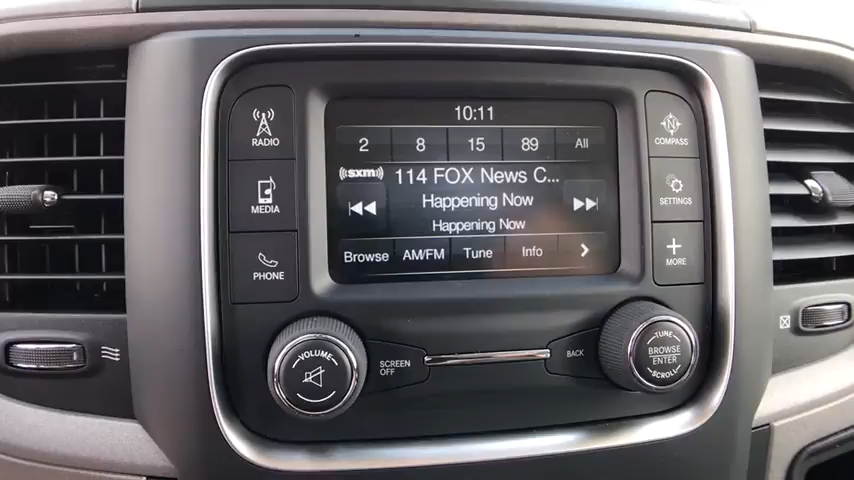 10:11
2 8 15 89 All
((sxm)) 114 FOX News C...
Happening Now
Happening Now
Browse AM/FM Tune Info
RADIO
MEDIA
PHONE
N
COMPASS
SETTINGS
MORE
VOLUME
SCREEN
OFF
BACK
TUNE
BROWSE
ENTER
SCROLL